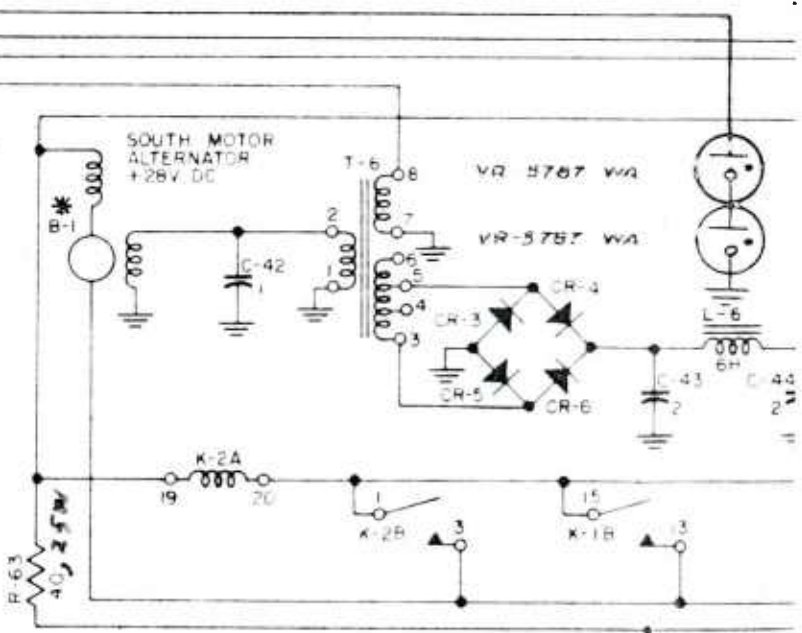 SOUTH MOTOR
ALTERNATOR
+28V. DC
*
B-1
T-6
8
7
VR 5787 WA
VR-5787 WA
2
1
C-42
1
6
5
4
3
CR-3
CR-4
CR-5
CR-6
L-6
6H
C-43
2
C-44
2
K-2A
19
20
1
K-2B
3
15
K-1B
13
R-63
40, 25W